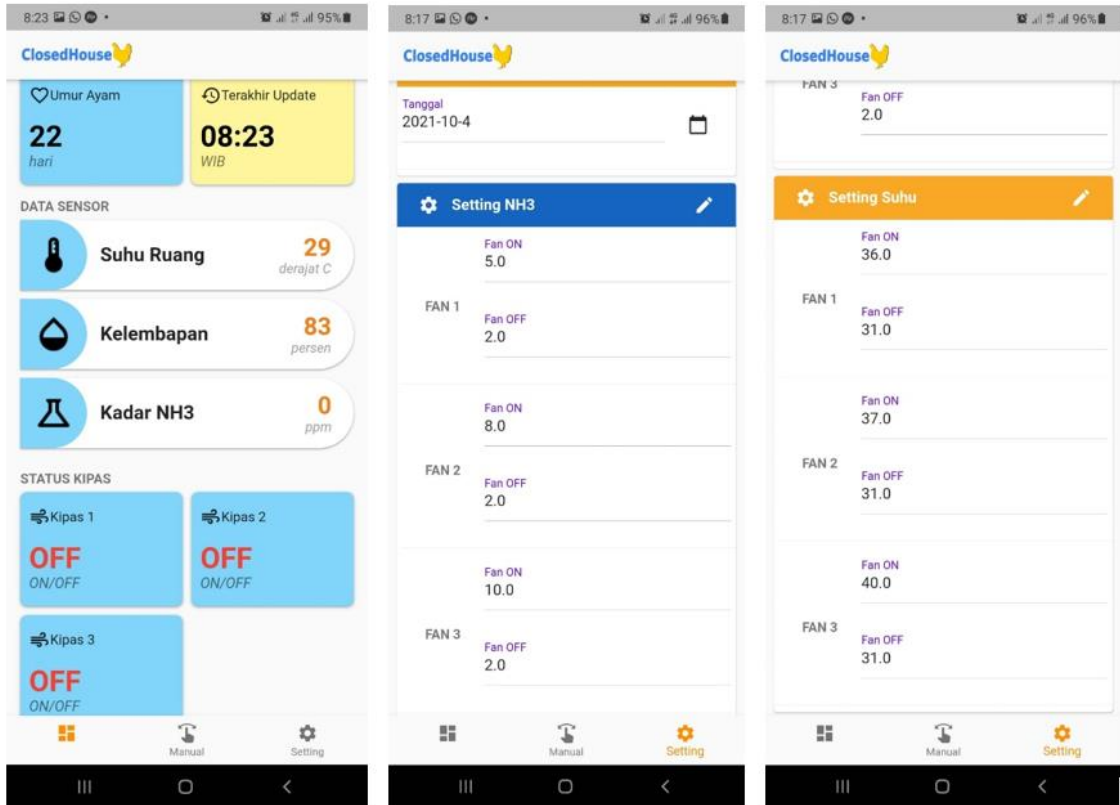 8:23
95%
ClosedHouse
Umur Ayam
22
hari
Terakhir Update
08:23
WIB
DATA SENSOR
Suhu Ruang
29
derajat C
Kelembapan
83
persen
Kadar NH3
0
ppm
STATUS KIPAS
Kipas 1
OFF
ON/OFF
Kipas 2
OFF
ON/OFF
Kipas 3
OFF
ON/OFF
Manual
Setting
8:17
96%
ClosedHouse
Tanggal
2021-10-4
Setting NH3
FAN 1
Fan ON
5.0
Fan OFF
2.0
FAN 2
Fan ON
8.0
Fan OFF
2.0
FAN 3
Fan ON
10.0
Fan OFF
2.0
Manual
Setting
8:17
96%
ClosedHouse
FAN 3
Fan OFF
2.0
Setting Suhu
FAN 1
Fan ON
36.0
Fan OFF
31.0
FAN 2
Fan ON
37.0
Fan OFF
31.0
FAN 3
Fan ON
40.0
Fan OFF
31.0
Manual
Setting